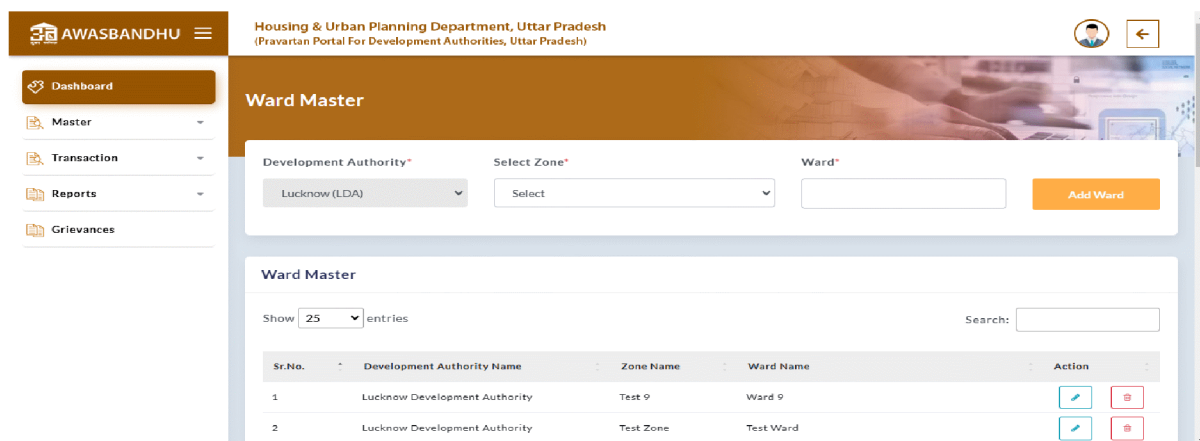 AWASBANDHU
Housing & Urban Planning Department, Uttar Pradesh
(Pravartan Portal For Development Authorities, Uttar Pradesh)
Dashboard
Master
Transaction
Reports
Grievances
Ward Master
Development Authority* Select Zone* Ward*
Lucknow (LDA) Select Add Ward
Ward Master
Show 25 entries Search:
Sr.No. Development Authority Name Zone Name Ward Name Action
1 Lucknow Development Authority Test 9 Ward 9
2 Lucknow Development Authority Test Zone Test Ward